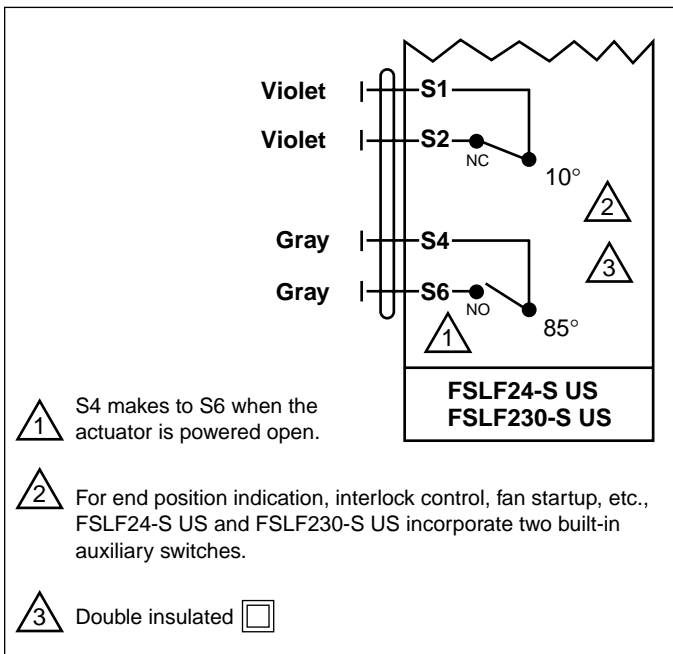 Violet S1
Violet S2
NC
10°
2
Gray S4
3
Gray S6
NO
85°
1
FSLF24-S US
FSLF230-S US
1 S4 makes to S6 when the
actuator is powered open.
2 For end position indication, interlock control, fan startup, etc.,
FSLF24-S US and FSLF230-S US incorporate two built-in
auxiliary switches.
3 Double insulated